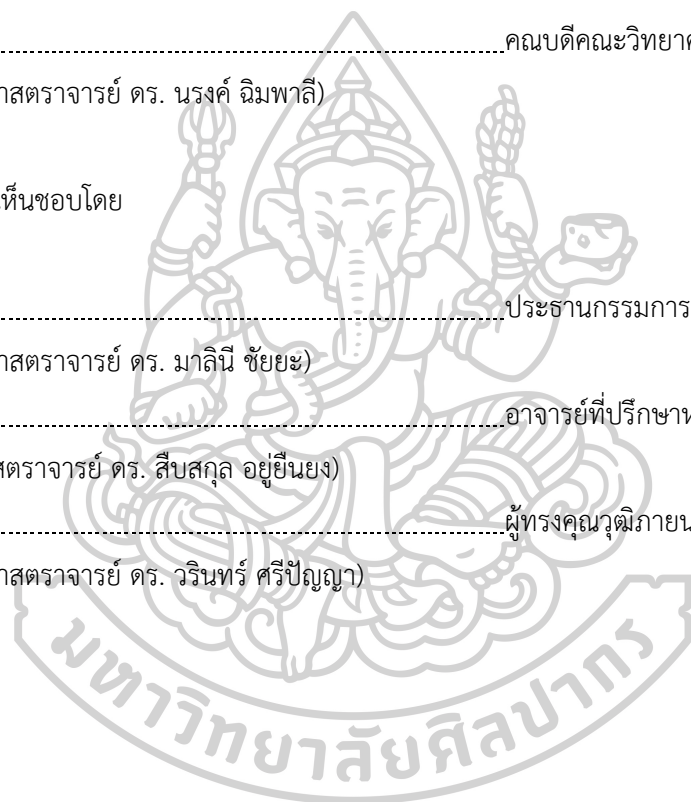 คณบดีคณะวิทยา
าสตราจารย์ ดร. นรงค์ ฉิมพาลี)
ห็นชอบโดย
ประธานกรรมการ
าสตราจารย์ ดร. มาลินี ชัยยะ)
อาจารย์ที่ปรึกษา
สตราจารย์ ดร. สืบสกุล อยู่ยืนยง)
ผู้ทรงคุณวุฒิภายน
าสตราจารย์ ดร. วรินทร์ ศรีปัญญา)
มหาวิทยาลัยศิลปากร